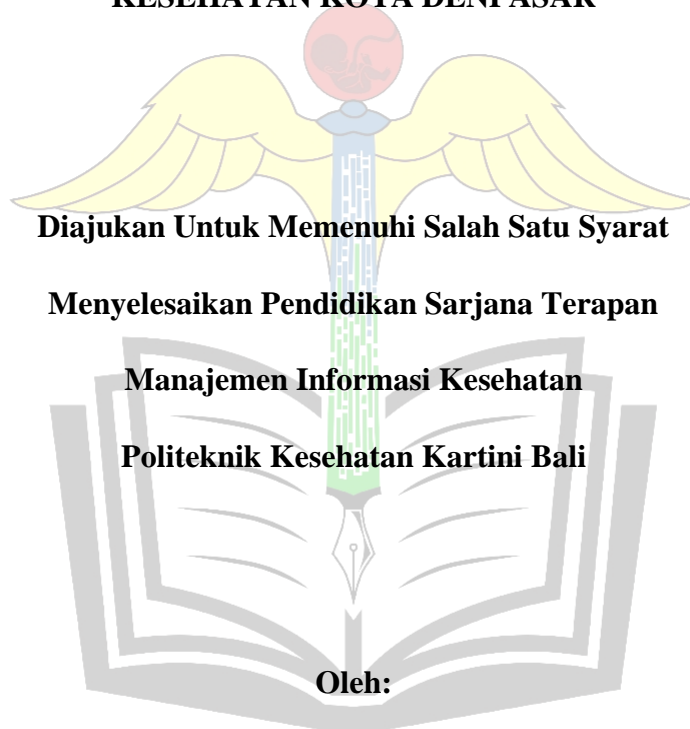 KESEHATAN KOTA DENPASAR
Diajukan Untuk Memenuhi Salah Satu Syarat
Menyelesaikan Pendidikan Sarjana Terapan
Manajemen Informasi Kesehatan
Politeknik Kesehatan Kartini Bali
Oleh: